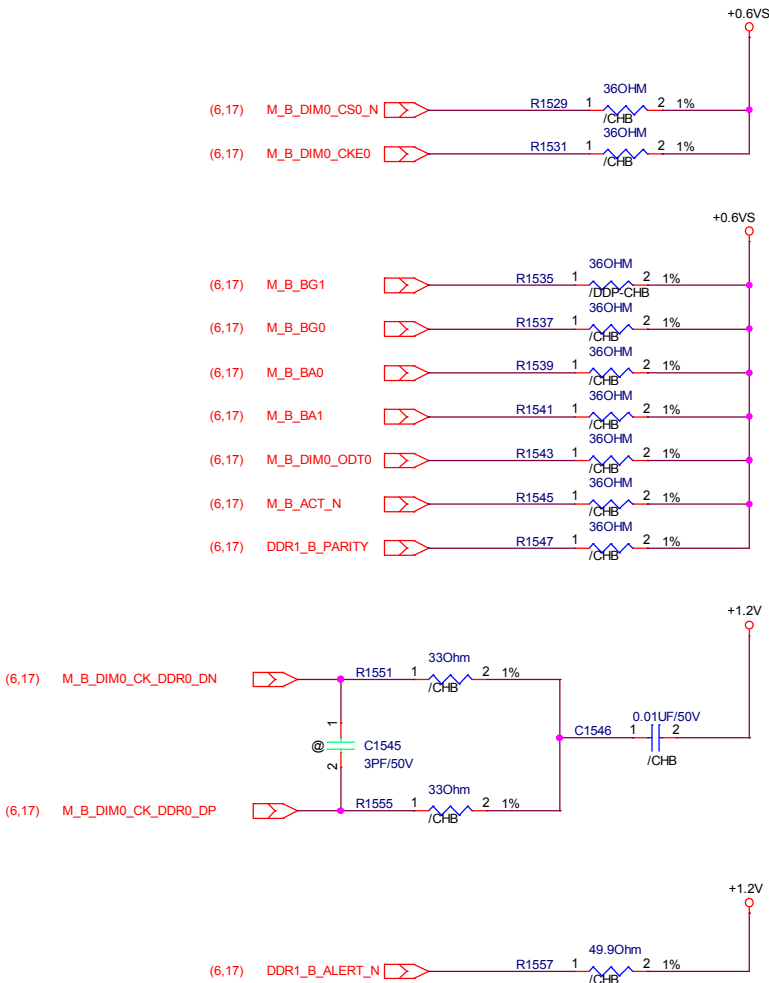 +0.6VS
36OHM
(6,17) M_B_DIM0_CS0_N R1529 1 2 1%
/CHB
36OHM
(6,17) M_B_DIM0_CKE0 R1531 1 2 1%
/CHB
+0.6VS
36OHM
(6,17) M_B_BG1 R1535 1 2 1%
/DDP-CHB
36OHM
(6,17) M_B_BG0 R1537 1 2 1%
/CHB
36OHM
(6,17) M_B_BA0 R1539 1 2 1%
/CHB
36OHM
(6,17) M_B_BA1 R1541 1 2 1%
/CHB
36OHM
(6,17) M_B_DIM0_ODT0 R1543 1 2 1%
/CHB
36OHM
(6,17) M_B_ACT_N R1545 1 2 1%
/CHB
36OHM
(6,17) DDR1_B_PARITY R1547 1 2 1%
/CHB
+1.2V
33Ohm
(6,17) M_B_DIM0_CK_DDR0_DN R1551 1 2 1%
/CHB
0.01UF/50V
C1546 1 2
/CHB
1
@ C1545
2 3PF/50V
33Ohm
(6,17) M_B_DIM0_CK_DDR0_DP R1555 1 2 1%
/CHB
+1.2V
49.9Ohm
(6,17) DDR1_B_ALERT_N R1557 1 2 1%
/CHB